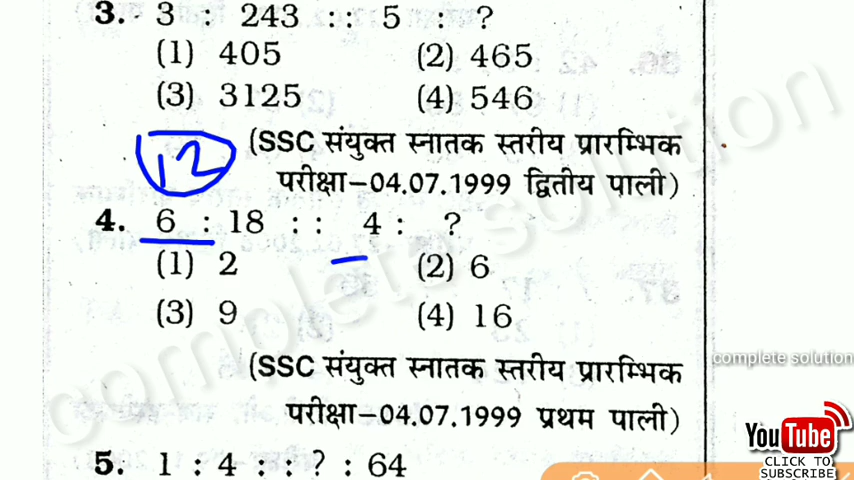 3. 3 : 243 : : 5 : ?
(1) 405 (2) 465
(3) 3125 (4) 546
12
(SSC संयुक्त स्नातक स्तरीय प्रारम्भिक
परीक्षा–04.07.1999 द्वितीय पाली)
4. 6 : 18 : : 4 : ?
(1) 2 (2) 6
(3) 9 (4) 16
complete solution
complete solution
(SSC संयुक्त स्नातक स्तरीय प्रारम्भिक
परीक्षा–04.07.1999 प्रथम पाली)
5. 1 : 4 : : ? : 64
YouTube
CLICK TO
SUBSCRIBE